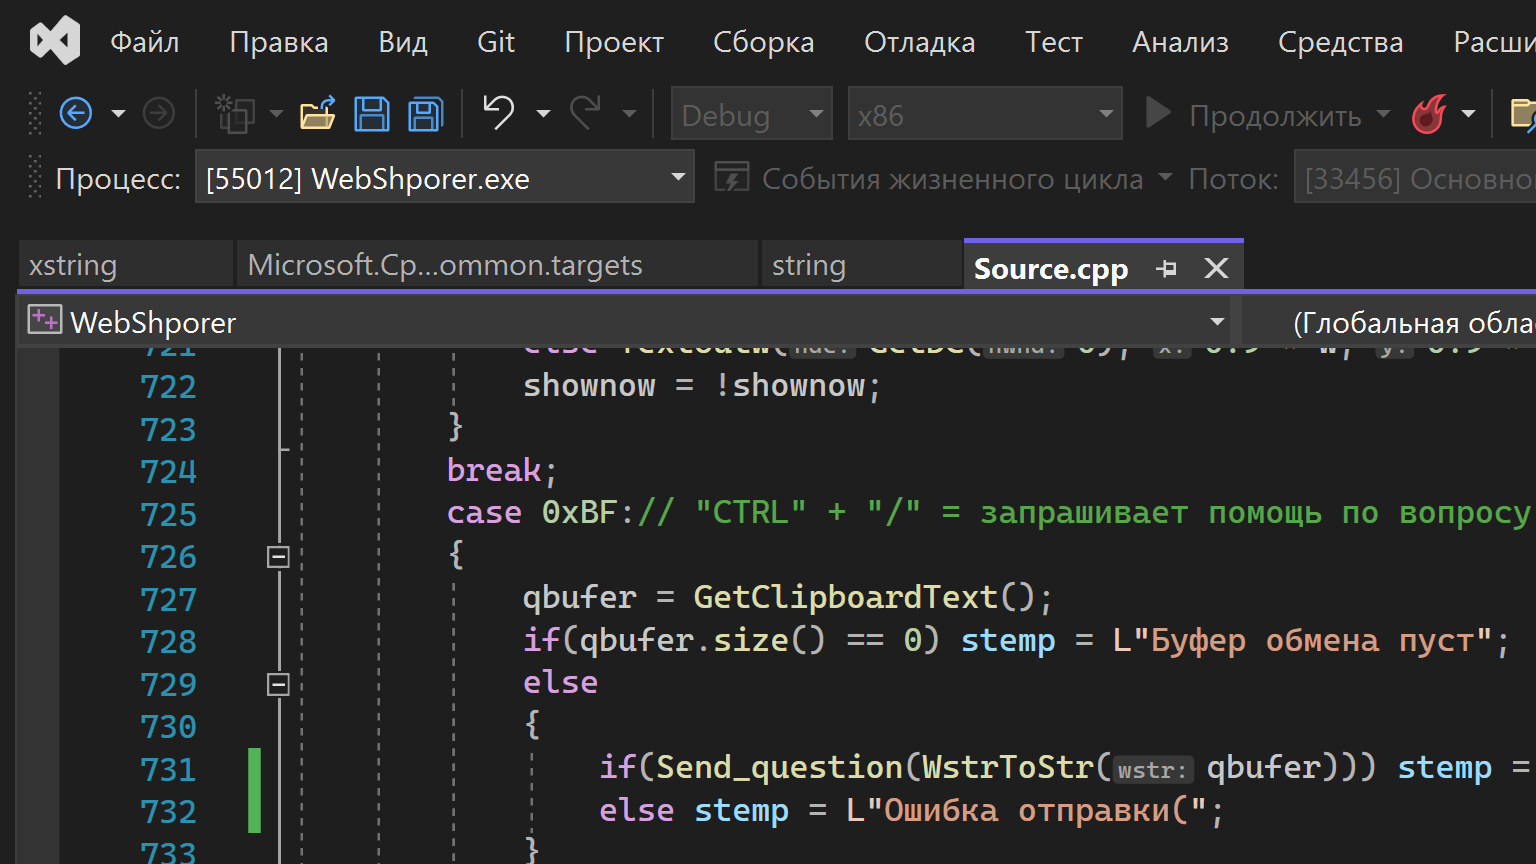 Файл Правка Вид Git Проект Сборка Отладка Тест Анализ Средства
Debug x86 Продолжить
Процесс: [55012] WebShporer.exe События жизненного цикла Поток: [33456]
xstring Microsoft.Cp...ommon.targets string Source.cpp
++ WebShporer (Глобальная
721
722 shownow = !shownow;
723 }
724 break;
725 case 0xBF:// "CTRL" + "/" = запрашивает помощь по вопросу
726 {
727 qbufer = GetClipboardText();
728 if(qbufer.size() == 0) stemp = L"Буфер обмена пуст";
729 else
730 {
731 if(Send_question(WstrToStr(wstr: qbufer))) stemp =
732 else stemp = L"Ошибка отправки(";
733 }